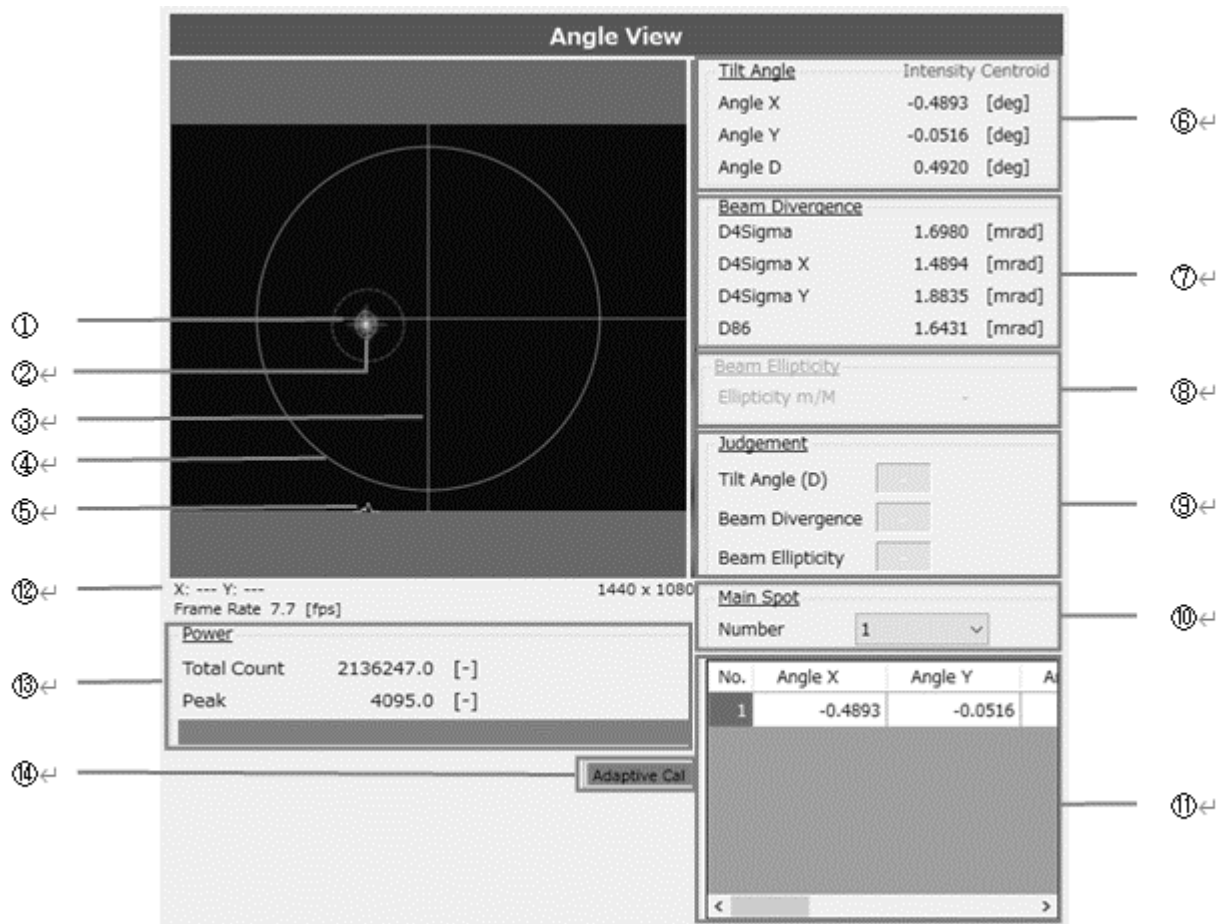 Angle View
Tilt Angle Intensity Centroid
Angle X -0.4893 [deg]
Angle Y -0.0516 [deg]
Angle D 0.4920 [deg]
⑥↵
Beam Divergence
D4Sigma 1.6980 [mrad]
D4Sigma X 1.4894 [mrad]
D4Sigma Y 1.8835 [mrad]
D86 1.6431 [mrad]
⑦↵
①
②↵
③↵
④↵
⑤↵
Beam Ellipticity
Ellipticity m/M -
⑧↵
Judgement
Tilt Angle (D) -
Beam Divergence -
Beam Ellipticity -
⑨↵
⑫↵
X: --- Y: --- 1440 x 1080
Frame Rate 7.7 [fps]
Main Spot
Number 1
⑩↵
Power
Total Count 2136247.0 [-]
Peak 4095.0 [-]
⑬↵
No. Angle X Angle Y
1 -0.4893 -0.0516
⑪↵
⑭↵
Adaptive Cal
< >